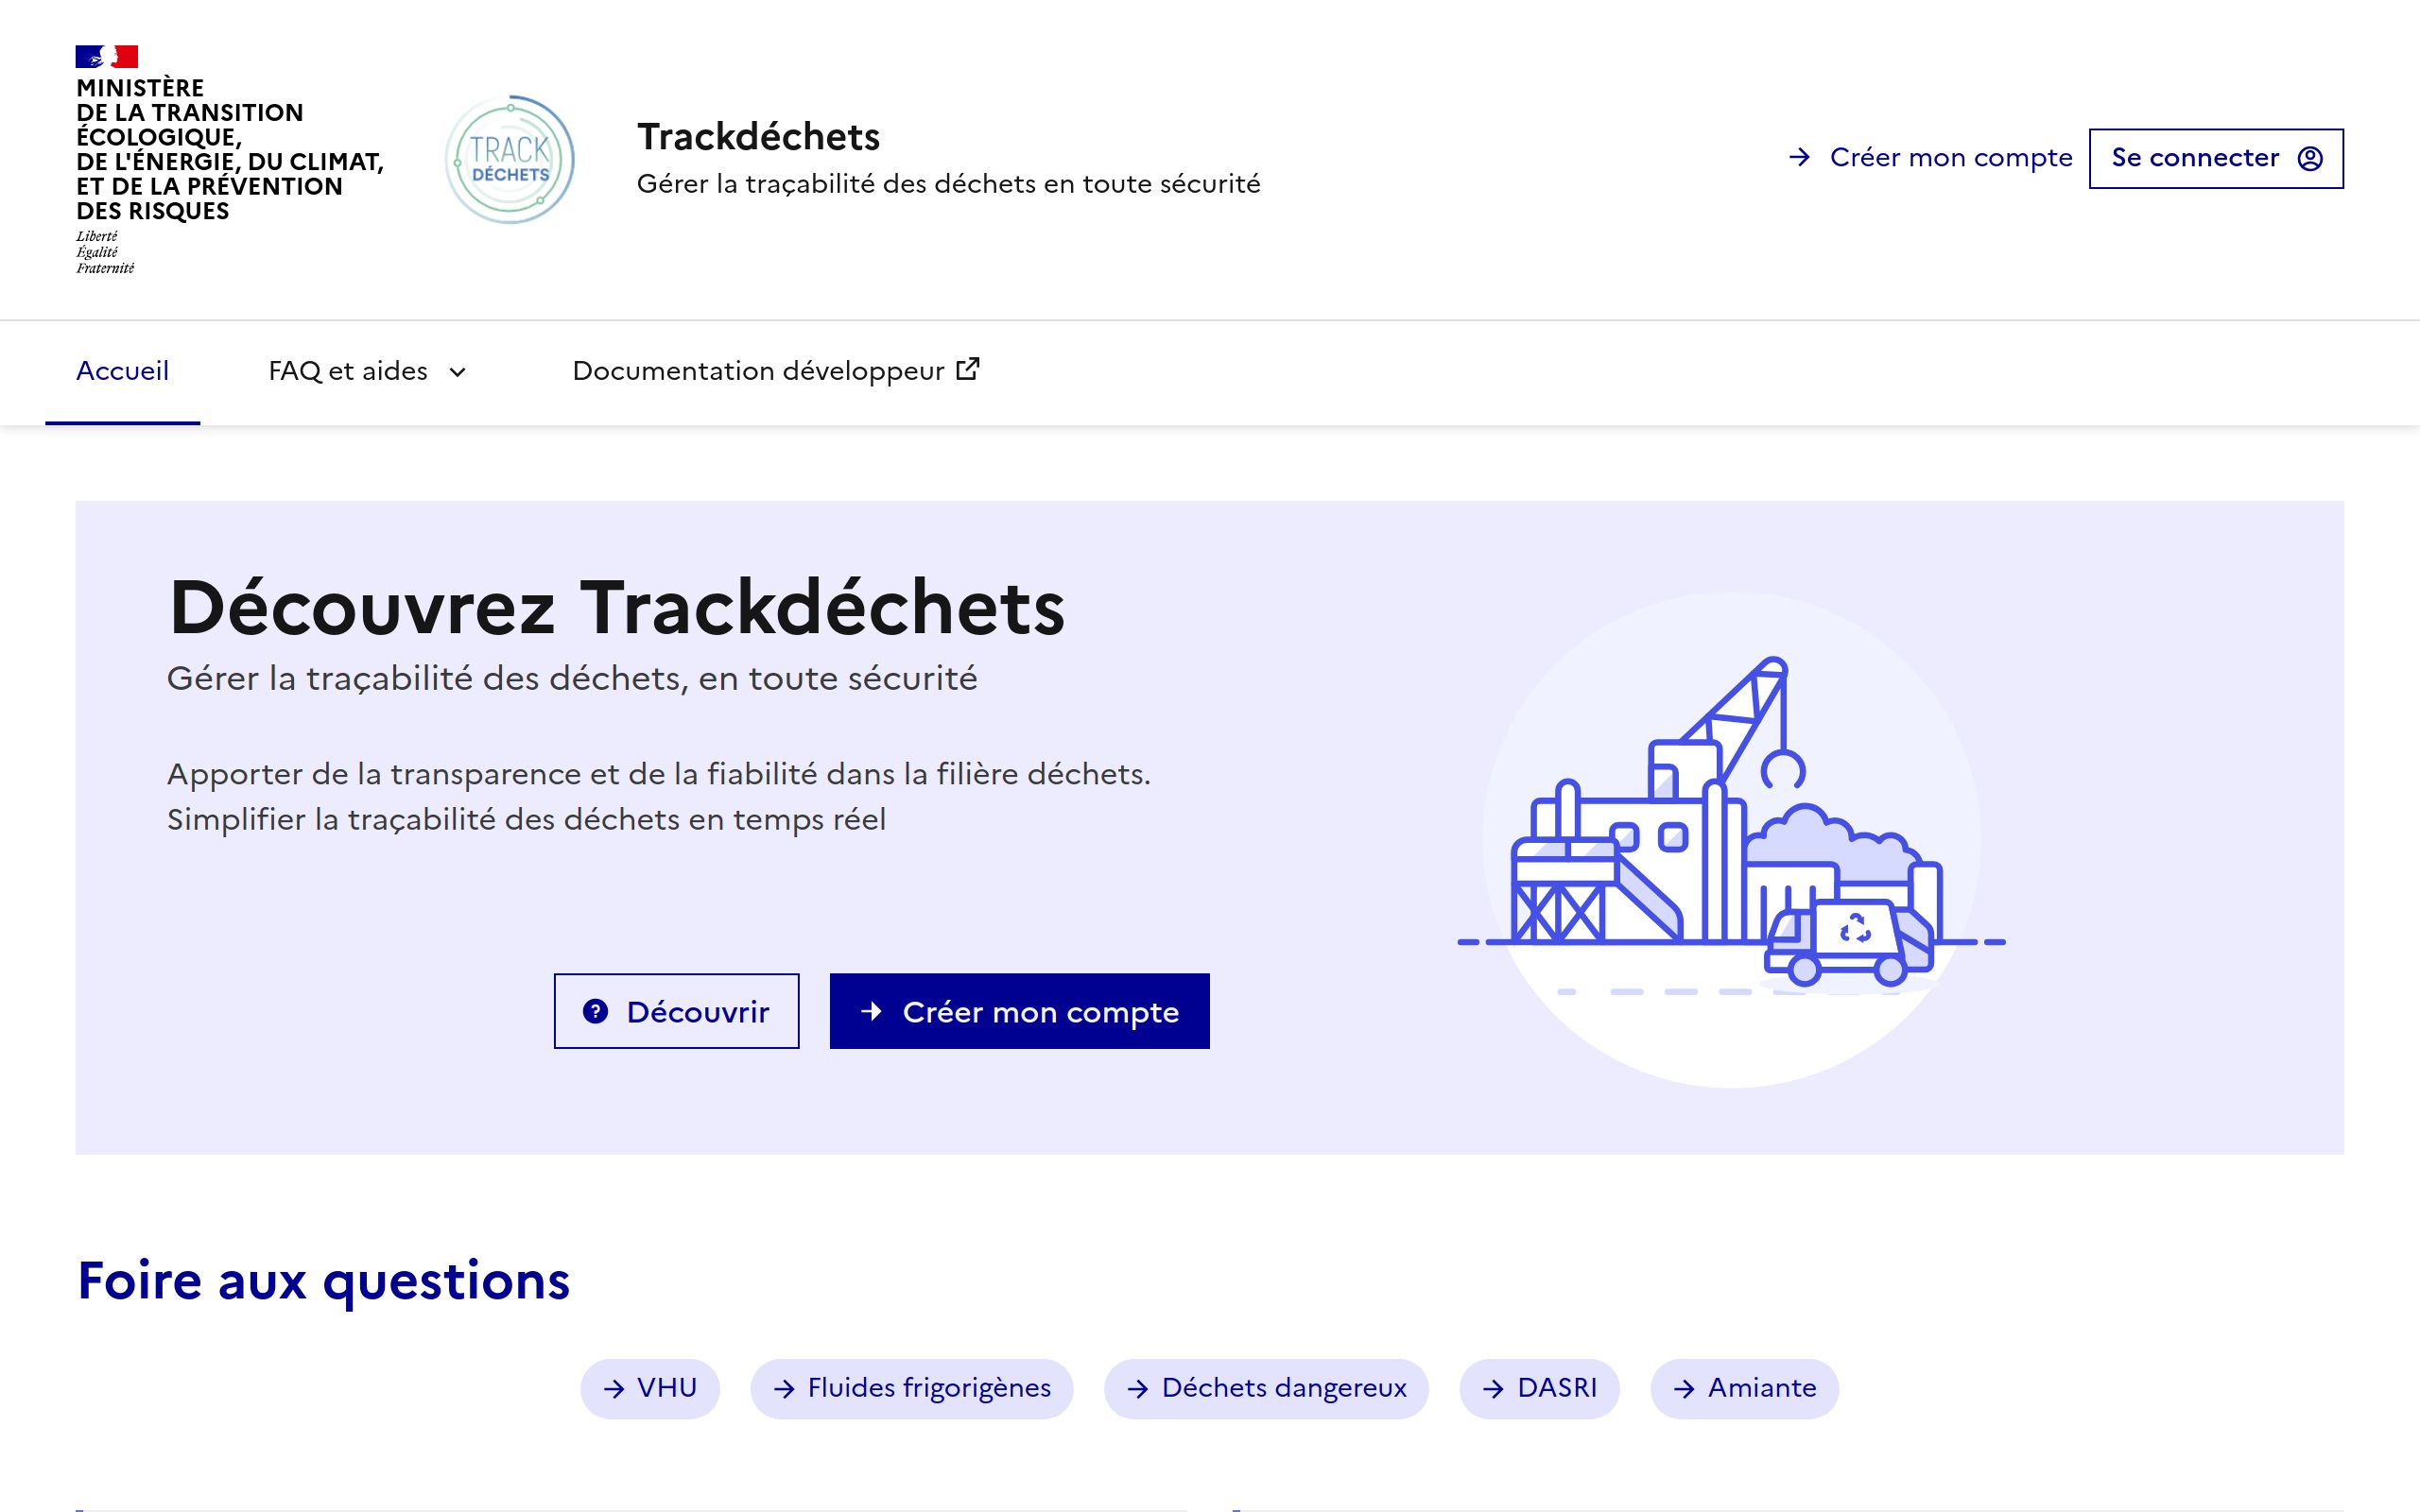 MINISTÈRE
DE LA TRANSITION
ÉCOLOGIQUE,
DE L'ÉNERGIE, DU CLIMAT,
ET DE LA PRÉVENTION
DES RISQUES
Liberté
Égalité
Fraternité
TRACK
DÉCHETS
Trackdéchets
Gérer la traçabilité des déchets en toute sécurité
Créer mon compte
Se connecter
Accueil
FAQ et aides
Documentation développeur
Découvrez Trackdéchets
Gérer la traçabilité des déchets, en toute sécurité
Apporter de la transparence et de la fiabilité dans la filière déchets.
Simplifier la traçabilité des déchets en temps réel
Découvrir
Créer mon compte
Foire aux questions
VHU
Fluides frigorigènes
Déchets dangereux
DASRI
Amiante